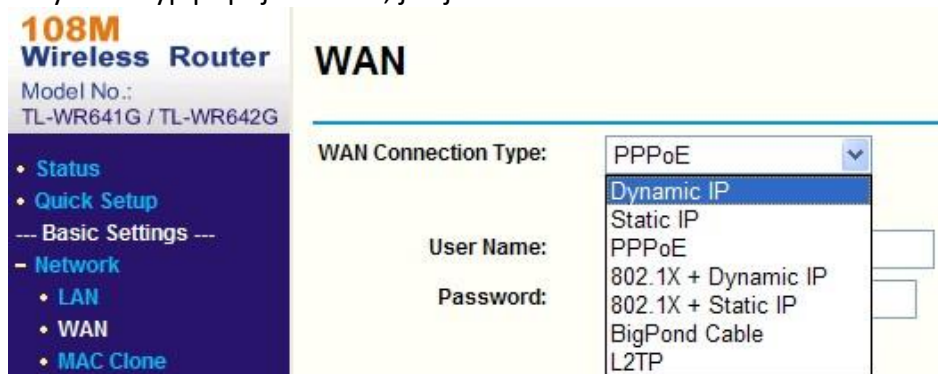 108M
Wireless Router
Model No.:
TL-WR641G / TL-WR642G
• Status
• Quick Setup
--- Basic Settings ---
– Network
• LAN
• WAN
• MAC Clone
WAN
WAN Connection Type: PPPoE
Dynamic IP
Static IP
PPPoE
802.1X + Dynamic IP
802.1X + Static IP
BigPond Cable
L2TP
User Name:
Password: